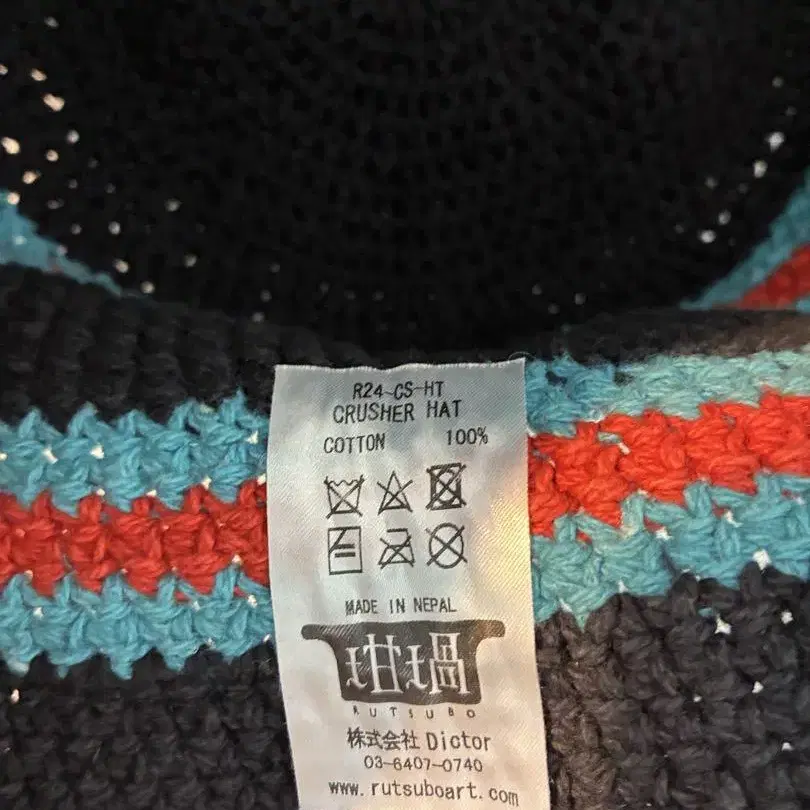 R24-CS-HT
CRUSHER HAT
COTTON 100%
MADE IN NEPAL
坩堝
RUTSUBO
株式会社 Dictor
03-6407-0740
www.rutsuboart.com